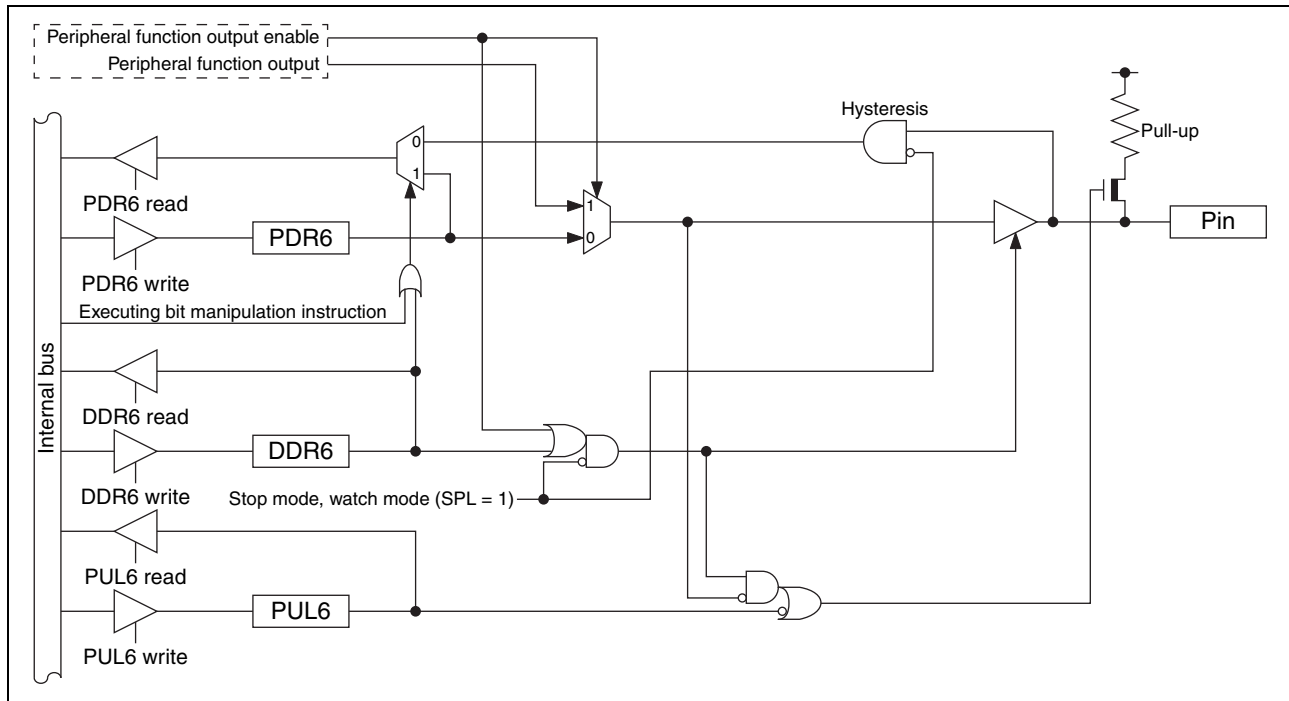 Peripheral function output enable
Peripheral function output
Hysteresis
Pull-up
0
1
PDR6 read
1
0
PDR6
Pin
PDR6 write
Executing bit manipulation instruction
Internal bus
DDR6 read
DDR6
DDR6 write
Stop mode, watch mode (SPL = 1)
PUL6 read
PUL6
PUL6 write